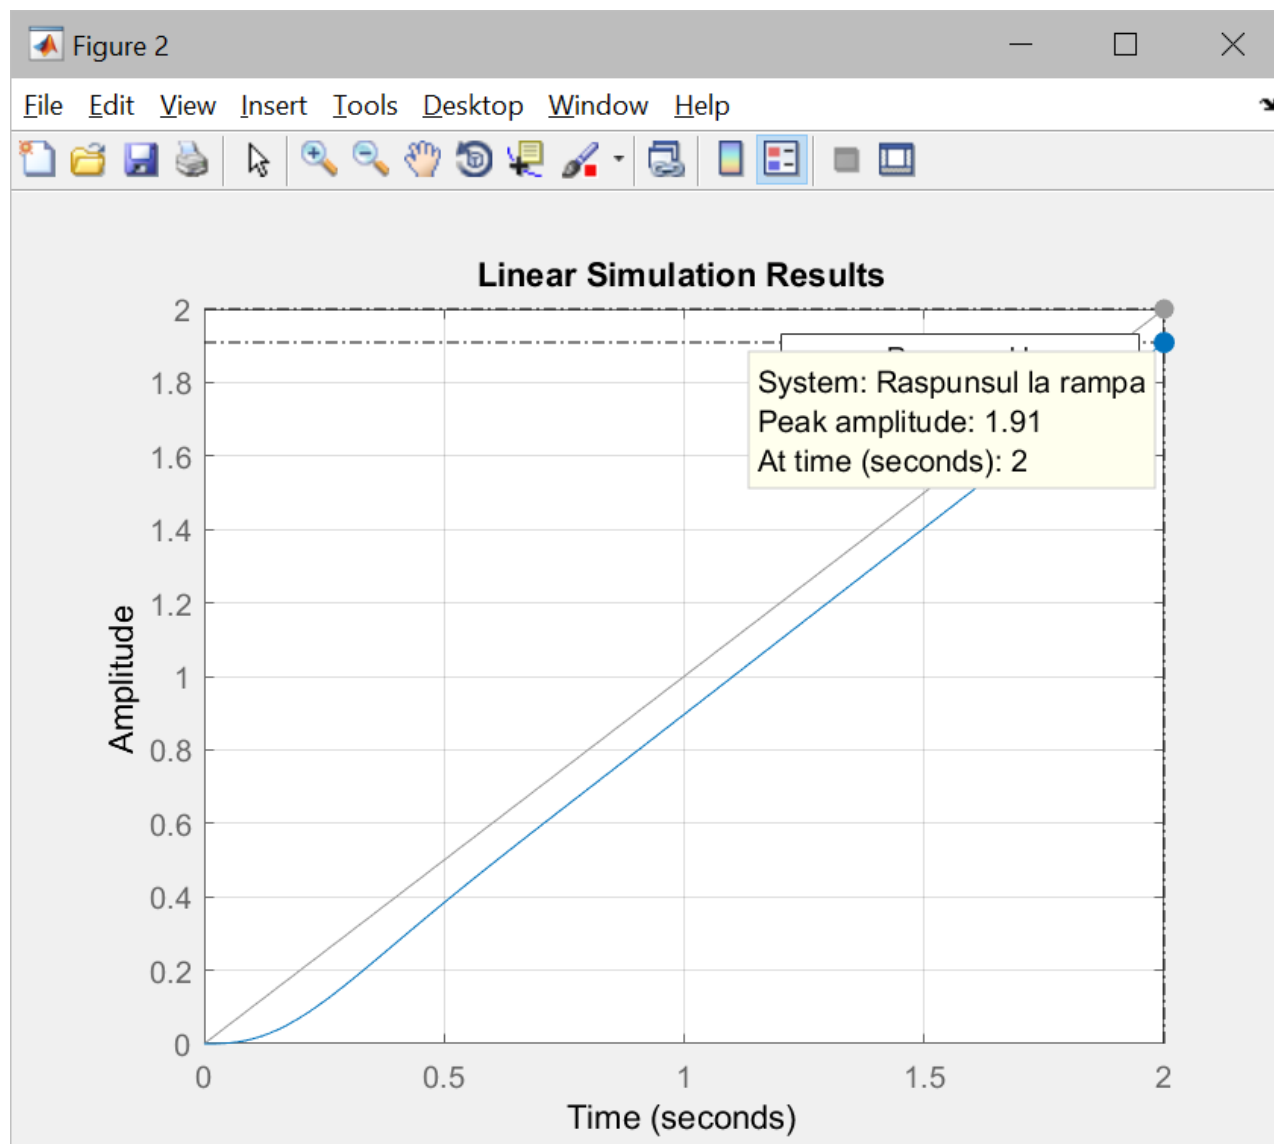 Figure 2
File Edit View Insert Tools Desktop Window Help
Linear Simulation Results
System: Raspunsul la rampa
Peak amplitude: 1.91
At time (seconds): 2
Amplitude
2
1.8
1.6
1.4
1.2
1
0.8
0.6
0.4
0.2
0
0 0.5 1 1.5 2
Time (seconds)